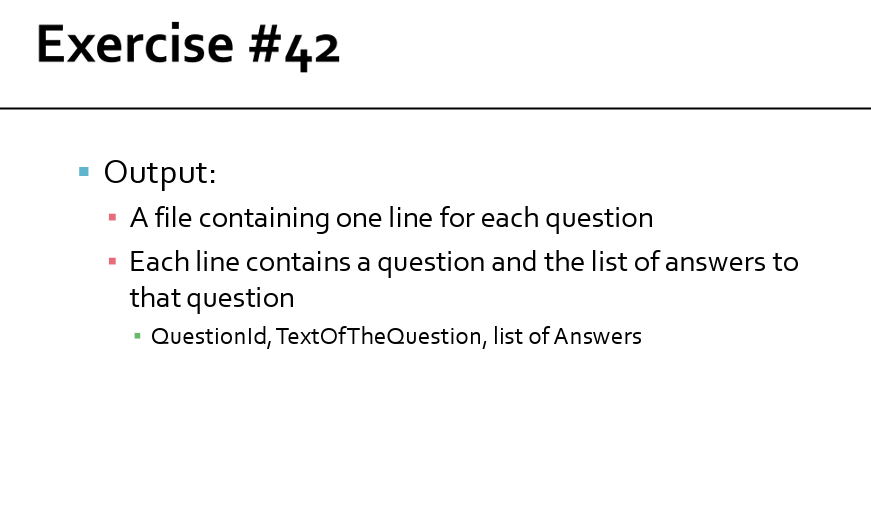 Exercise #42
Output:
A file containing one line for each question
Each line contains a question and the list of answers to
that question
QuestionId, TextOfTheQuestion, list of Answers